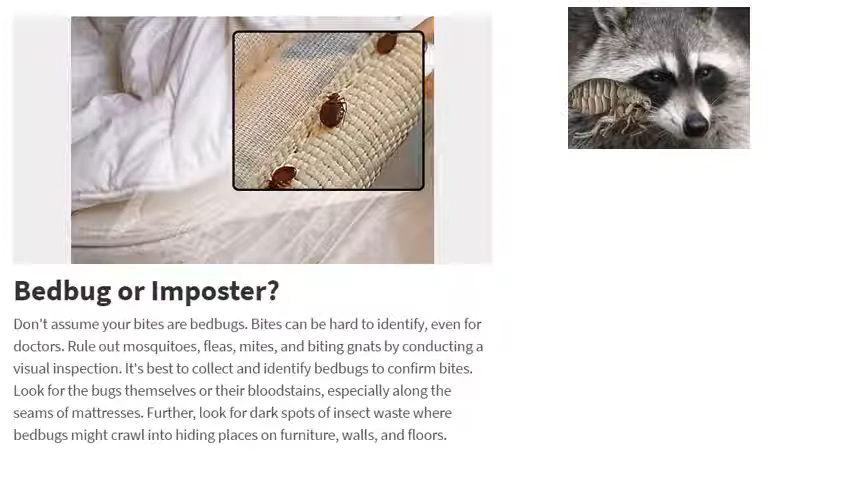 Bedbug or Imposter?
Don't assume your bites are bedbugs. Bites can be hard to identify, even for
doctors. Rule out mosquitoes, fleas, mites, and biting gnats by conducting a
visual inspection. It's best to collect and identify bedbugs to confirm bites.
Look for the bugs themselves or their bloodstains, especially along the
seams of mattresses. Further, look for dark spots of insect waste where
bedbugs might crawl into hiding places on furniture, walls, and floors.